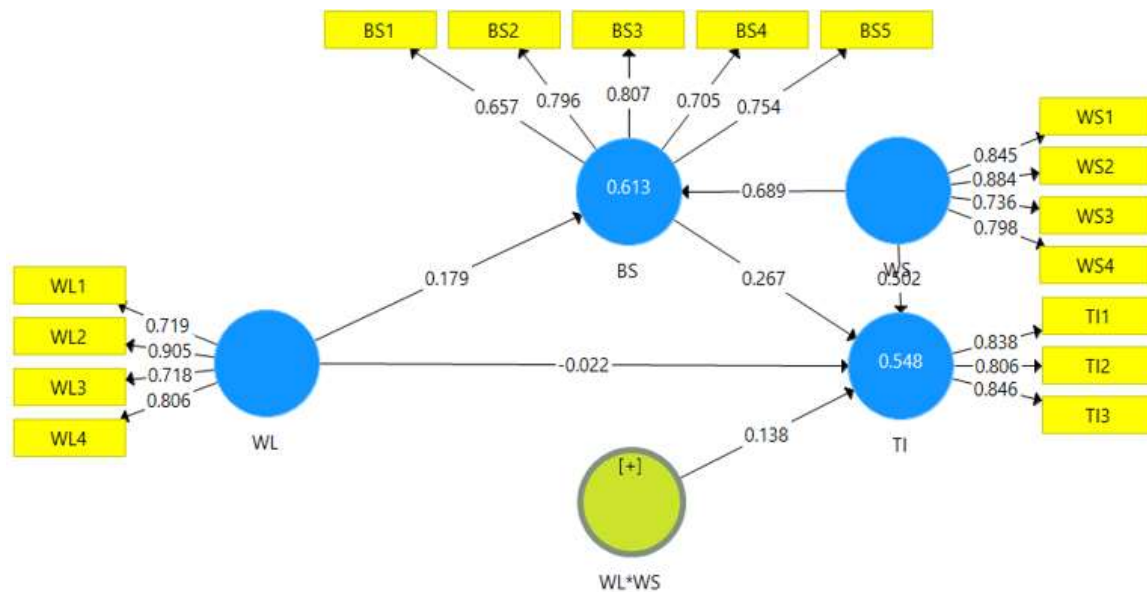 BS1 BS2 BS3 BS4 BS5
0.657 0.796 0.807 0.705 0.754
WS1
WS2
WS3
WS4
0.845
0.884
0.736
0.798
0.613
BS
0.689
WS
0.502
0.179
0.267
WL1
WL2
WL3
WL4
0.719
0.905
0.718
0.806
WL
-0.022
0.548
TI
0.838
0.806
0.846
TI1
TI2
TI3
0.138
[+]
WL*WS